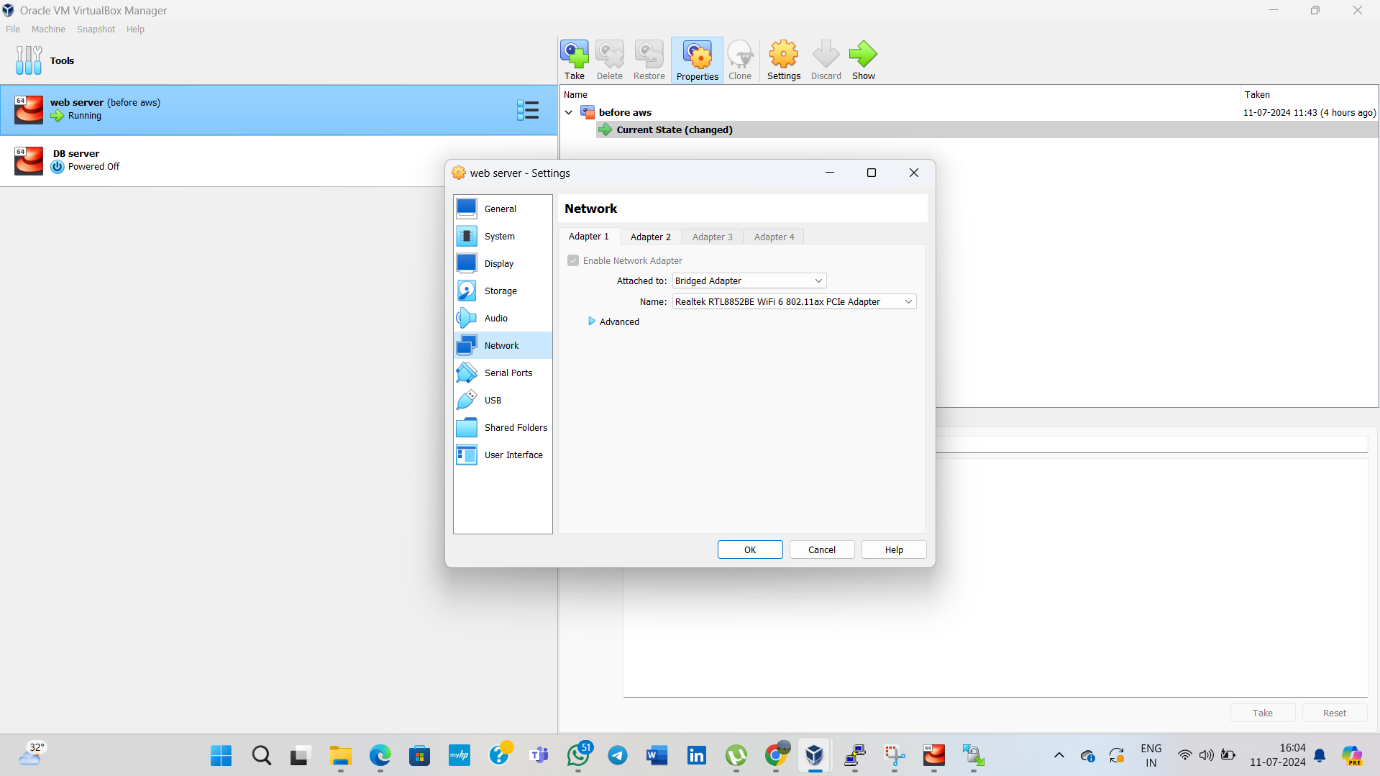 Oracle VM VirtualBox Manager
File Machine Snapshot Help
Tools
Take Delete Restore Properties Clone Settings Discard Show
64
web server (before aws)
Running
64
DB server
Powered Off
Name Taken
before aws 11-07-2024 11:43 (4 hours ago)
Current State (changed)
web server - Settings
General
System
Display
Storage
Audio
Network
Serial Ports
USB
Shared Folders
User Interface
Network
Adapter 1 Adapter 2 Adapter 3 Adapter 4
Enable Network Adapter
Attached to: Bridged Adapter
Name: Realtek RTL8852BE WiFi 6 802.11ax PCIe Adapter
Advanced
OK Cancel Help
Take Reset
32°
myhp
51
ENG
IN
16:04
11-07-2024
PRE